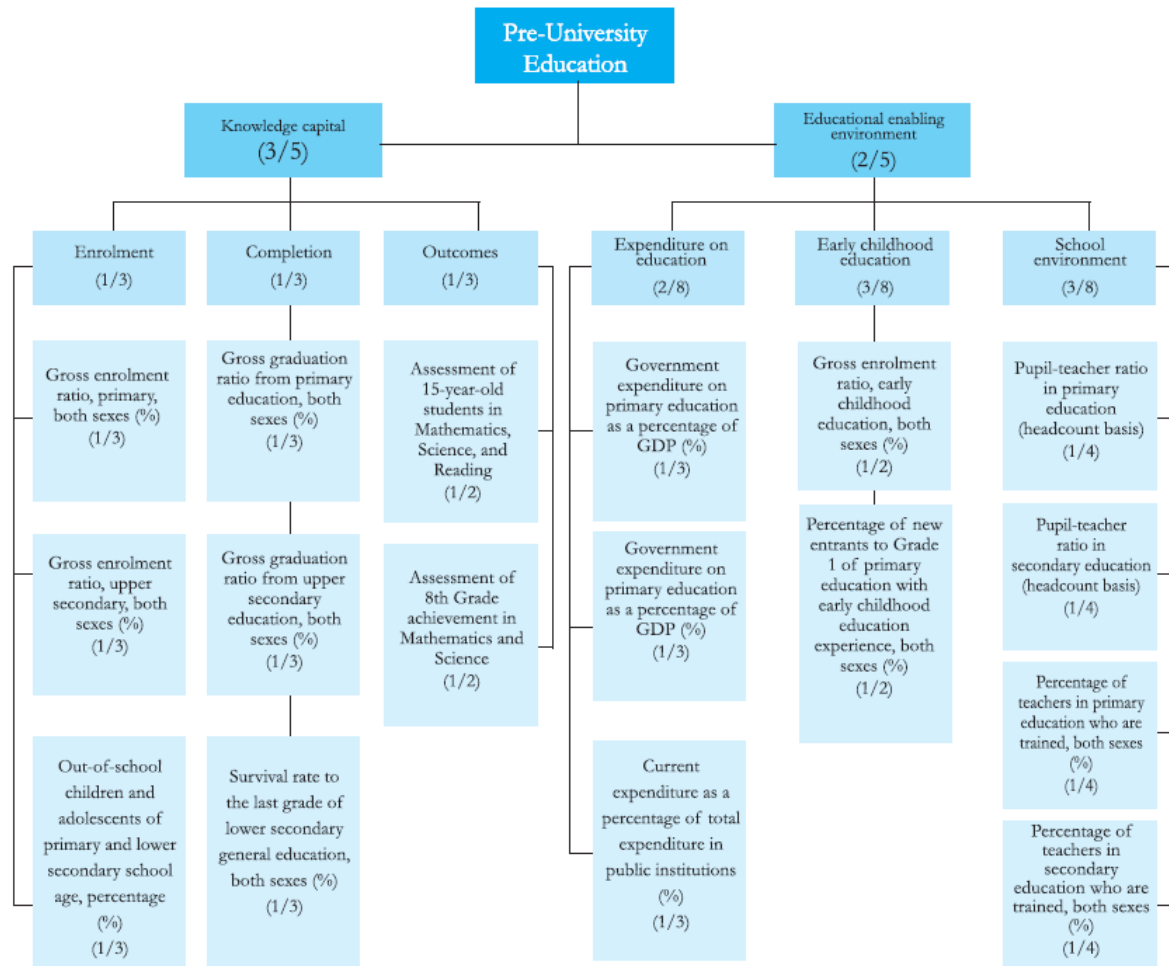 Pre-University
Education
Knowledge capital
(3/5)
Educational enabling
environment
(2/5)
Enrolment
(1/3)
Completion
(1/3)
Outcomes
(1/3)
Expenditure on
education
(2/8)
Early childhood
education
(3/8)
School
environment
(3/8)
Gross enrolment
ratio, primary,
both sexes (%)
(1/3)
Gross graduation
ratio from primary
education, both
sexes (%)
(1/3)
Assessment of
15-year-old
students in
Mathematics,
Science, and
Reading
(1/2)
Government
expenditure on
primary education
as a percentage of
GDP (%)
(1/3)
Gross enrolment
ratio, early
childhood
education, both
sexes (%)
(1/2)
Pupil-teacher ratio
in primary
education
(headcount basis)
(1/4)
Gross enrolment
ratio, upper
secondary, both
sexes (%)
(1/3)
Gross graduation
ratio from upper
secondary
education, both
sexes (%)
(1/3)
Assessment of
8th Grade
achievement in
Mathematics and
Science
(1/2)
Government
expenditure on
primary education
as a percentage of
GDP (%)
(1/3)
Percentage of new
entrants to Grade
1 of primary
education with
early childhood
education
experience, both
sexes (%)
(1/2)
Pupil-teacher
ratio in
secondary education
(headcount basis)
(1/4)
Percentage of
teachers in primary
education who are
trained, both sexes
(%)
(1/4)
Out-of-school
children and
adolescents of
primary and lower
secondary school
age, percentage
(%)
(1/3)
Survival rate to
the last grade of
lower secondary
general education,
both sexes (%)
(1/3)
Current
expenditure as a
percentage of total
expenditure in
public institutions
(%)
(1/3)
Percentage of
teachers in
secondary
education who are
trained, both sexes
(%)
(1/4)